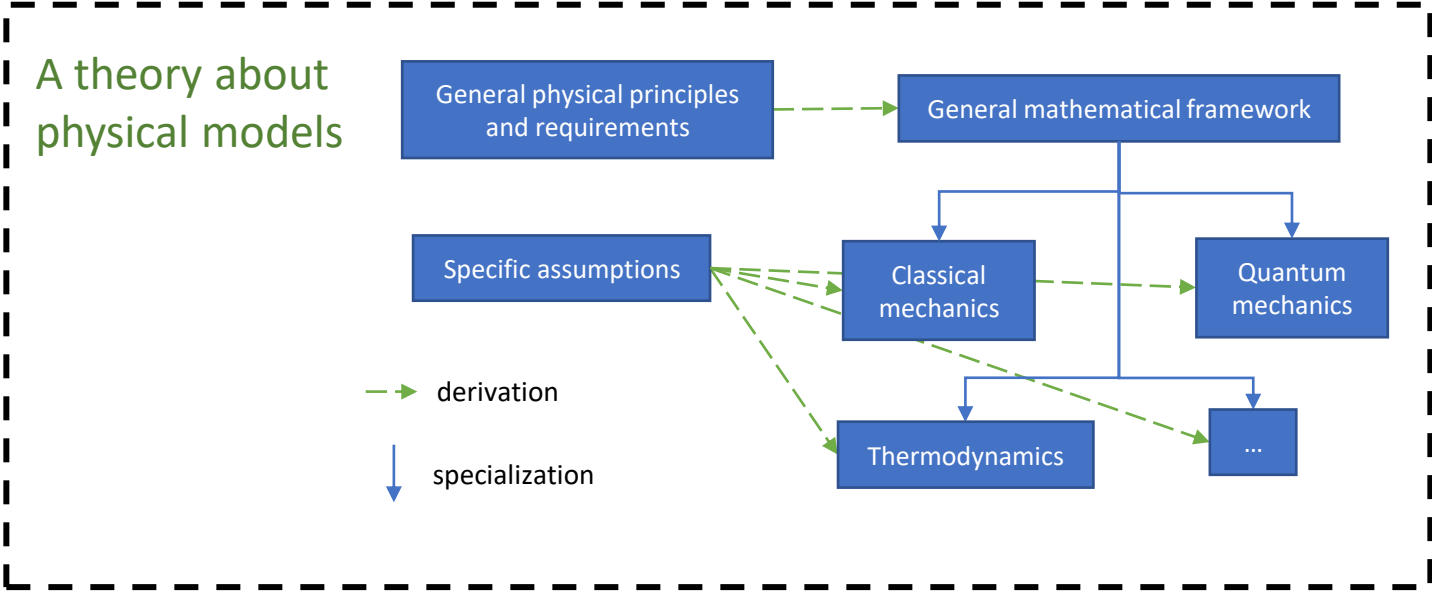 A theory about
physical models
General physical principles
and requirements
General mathematical framework
Specific assumptions
Classical
mechanics
Quantum
mechanics
derivation
specialization
Thermodynamics
...